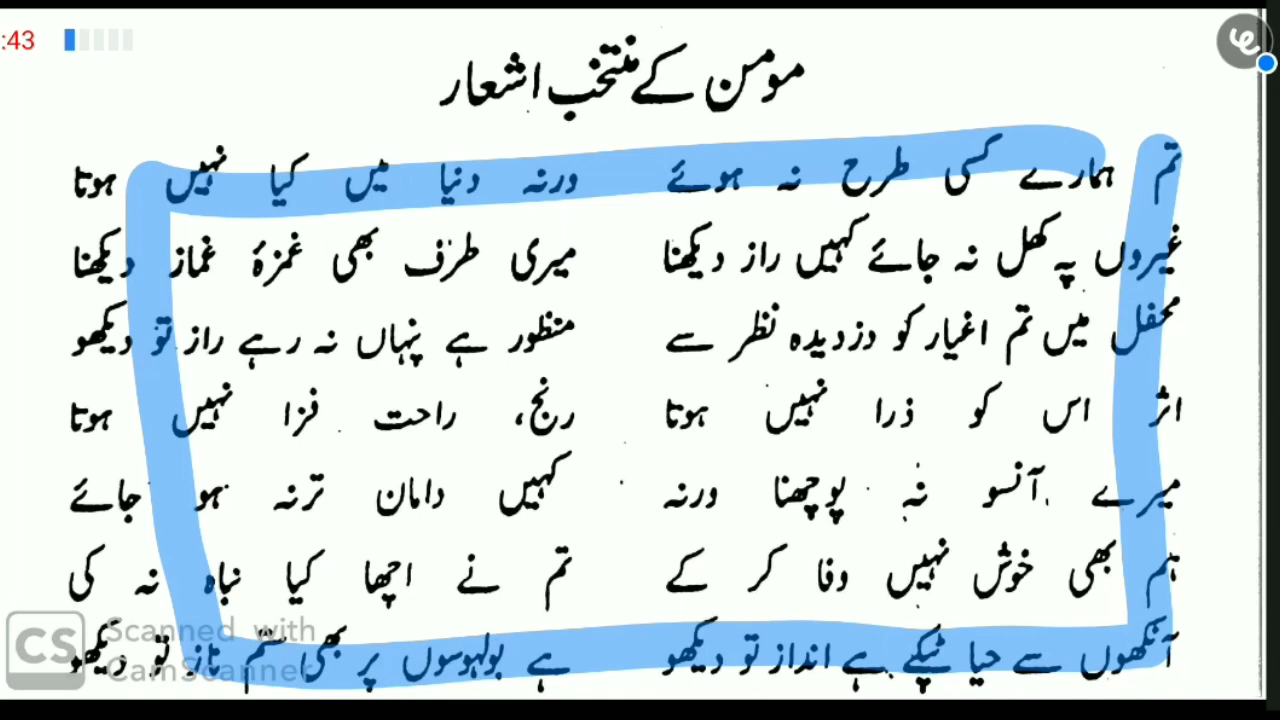 :43
مومن کے منتخب اشعار
تم ہمارے کسی طرح نہ ہوئے ورنہ دنیا میں کیا نہیں ہوتا
غیروں پہ کھل نہ جائے کہیں راز دیکھنا میری طرف بھی غمزۂ غماز دیکھنا
محفل میں تم اغیار کو دزدیدہ نظر سے منظور ہے پنہاں نہ رہے راز تو دیکھو
اثر اس کو ذرا نہیں ہوتا رنج، راحت فزا نہیں ہوتا
میرے آنسو نہ پوچھنا ورنہ کہیں دامان تر نہ ہو جائے
ہم بھی خوش نہیں وفا کر کے تم نے اچھا کیا نباہ نہ کی
آنکھوں سے حیا ٹپکے ہے انداز تو دیکھو ہے بولہوسوں پر بھی ستم ناز تو دیکھو
CS Scanned with CamScanner